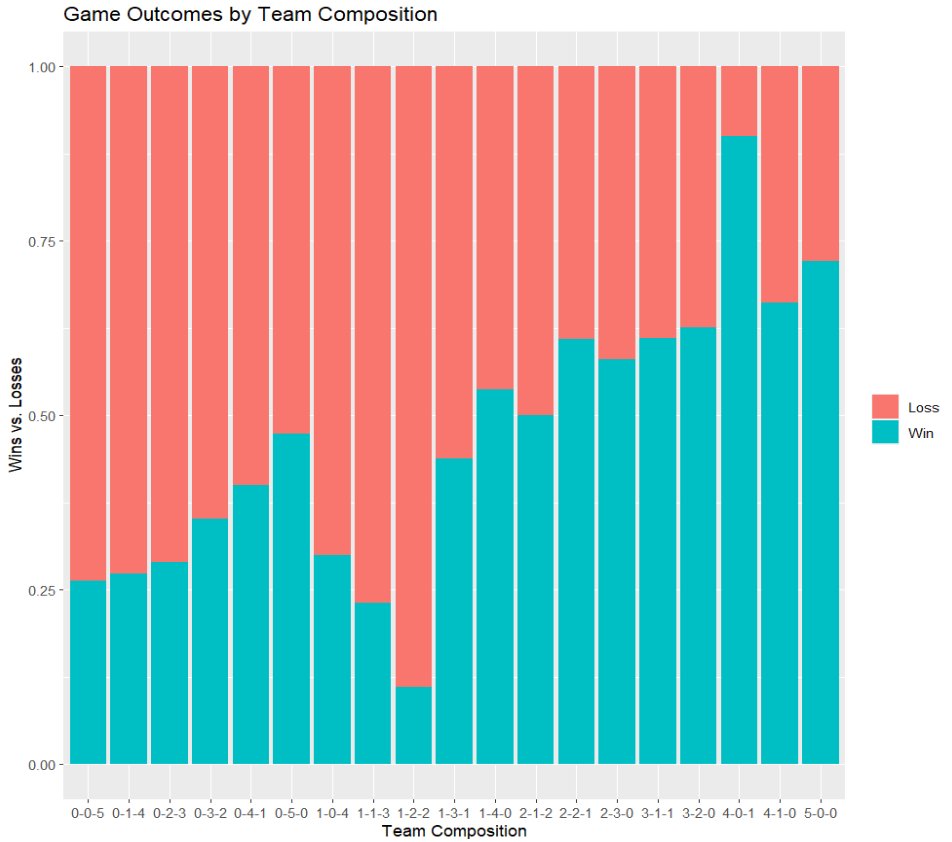 Game Outcomes by Team Composition
Wins vs. Losses
1.00
0.75
0.50
0.25
0.00
0-0-5 0-1-4 0-2-3 0-3-2 0-4-1 0-5-0 1-0-4 1-1-3 1-2-2 1-3-1 1-4-0 2-1-2 2-2-1 2-3-0 3-1-1 3-2-0 4-0-1 4-1-0 5-0-0
Team Composition
Loss
Win